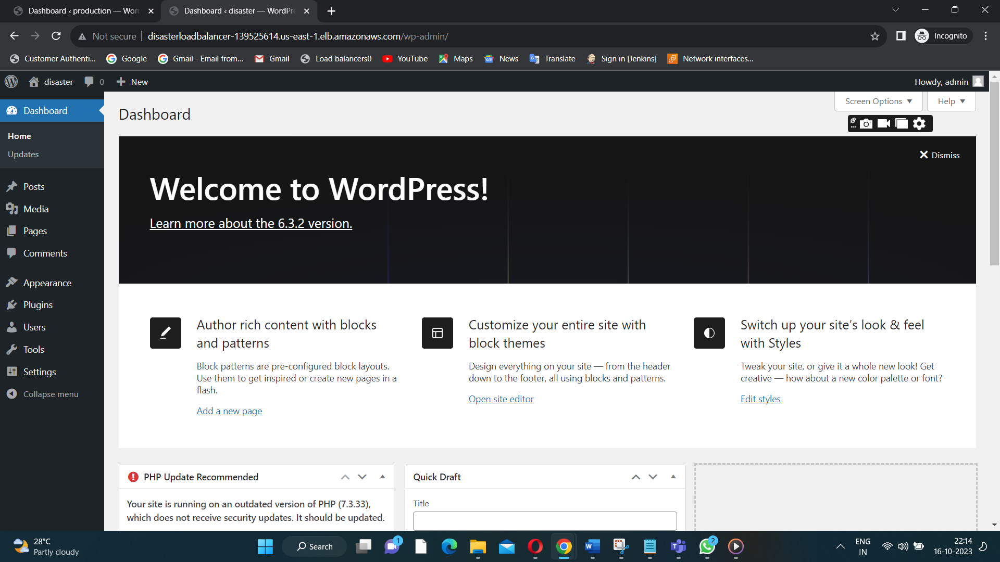 Dashboard ‹ production — Wor
Dashboard ‹ disaster — WordPre
Not secure
disasterloadbalancer-139525614.us-east-1.elb.amazonaws.com/wp-admin/
Incognito
Customer Authenti...
Google
Gmail - Email from...
Gmail
Load balancers0
YouTube
Maps
News
Translate
Sign in [Jenkins]
Network interfaces...
disaster
0
New
Howdy, admin
Screen Options
Help
Dashboard
Home
Updates
Posts
Media
Pages
Comments
Appearance
Plugins
Users
Tools
Settings
Collapse menu
Dashboard
Dismiss
Welcome to WordPress!
Learn more about the 6.3.2 version.
Author rich content with blocks
and patterns
Block patterns are pre-configured block layouts.
Use them to get inspired or create new pages in a
flash.
Add a new page
Customize your entire site with
block themes
Design everything on your site — from the header
down to the footer, all using blocks and patterns.
Open site editor
Switch up your site’s look & feel
with Styles
Tweak your site, or give it a whole new look! Get
creative — how about a new color palette or font?
Edit styles
PHP Update Recommended
Your site is running on an outdated version of PHP (7.3.33),
which does not receive security updates. It should be updated.
Quick Draft
Title
28°C
Partly cloudy
Search
1
2
ENG
IN
22:14
16-10-2023